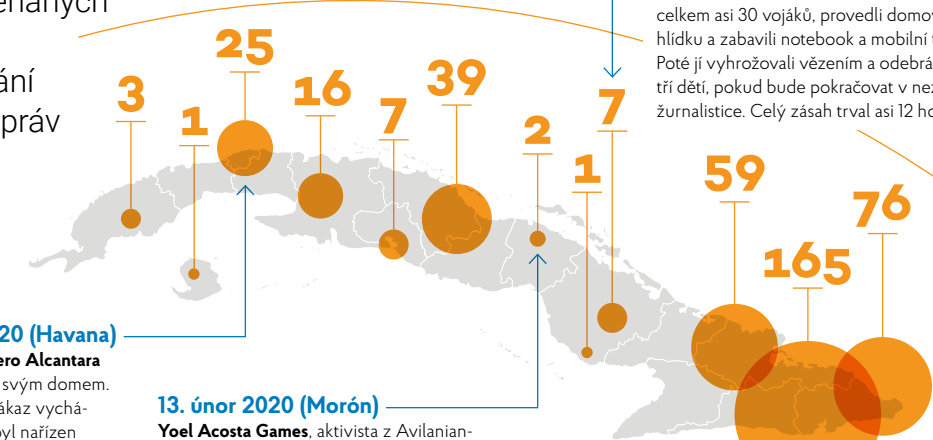 ání
práv
celkem asi 30 vojáků, provedli domov
hlídku a zabavili notebook a mobilní t
Poté jí vyhrožovali vězením a odebrá
tří dětí, pokud bude pokračovat v nez
žurnalistice. Celý zásah trval asi 12 ho
3
1
25
16
7
39
2
1
7
59
165
76
20 (Havana)
ero Alcantara
svým domem.
ákaz vychá-
byl nařízen
13. únor 2020 (Morón)
Yoel Acosta Games, aktivista z Avilanian-